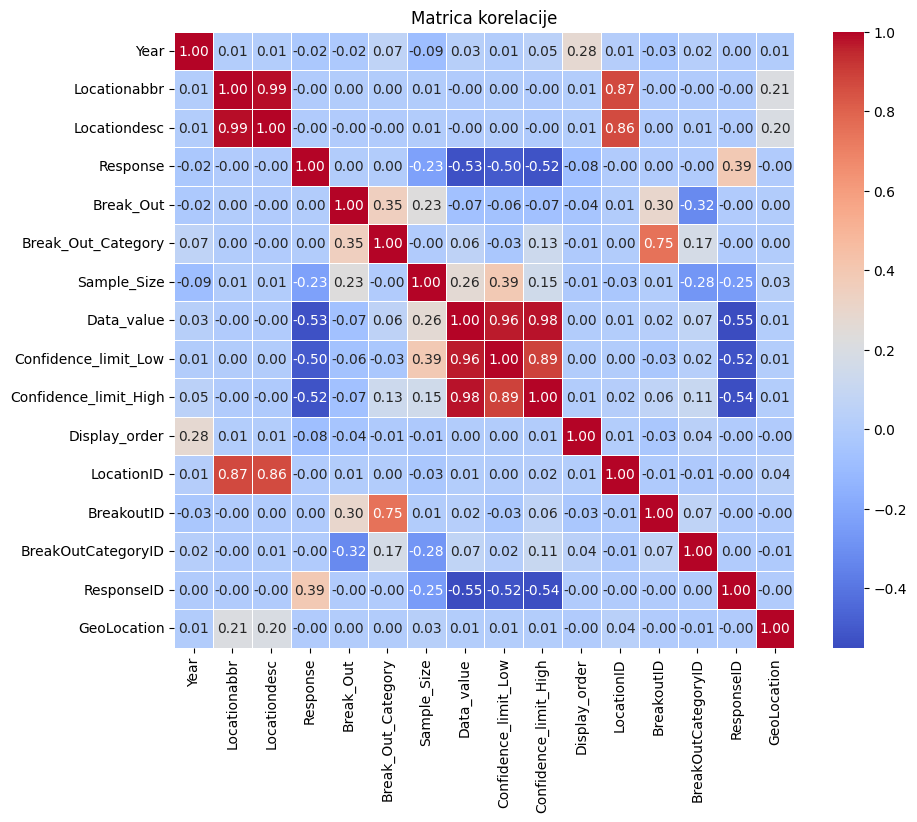 Matrica korelacije
Year 1.00 0.01 0.01 -0.02 -0.02 0.07 -0.09 0.03 0.01 0.05 0.28 0.01 -0.03 0.02 0.00 0.01
Locationabbr 0.01 1.00 0.99 -0.00 0.00 0.00 0.01 -0.00 0.00 -0.00 0.01 0.87 -0.00 -0.00 -0.00 0.21
Locationdesc 0.01 0.99 1.00 -0.00 -0.00 -0.00 0.01 -0.00 0.00 -0.00 0.01 0.86 0.00 0.01 -0.00 0.20
Response -0.02 -0.00 -0.00 1.00 0.00 0.00 -0.23 -0.53 -0.50 -0.52 -0.08 -0.00 0.00 -0.00 0.39 -0.00
Break_Out -0.02 0.00 -0.00 0.00 1.00 0.35 0.23 -0.07 -0.06 -0.07 -0.04 0.01 0.30 -0.32 -0.00 0.00
Break_Out_Category 0.07 0.00 -0.00 0.00 0.35 1.00 -0.00 0.06 -0.03 0.13 -0.01 0.00 0.75 0.17 -0.00 0.00
Sample_Size -0.09 0.01 0.01 -0.23 0.23 -0.00 1.00 0.26 0.39 0.15 -0.01 -0.03 0.01 -0.28 -0.25 0.03
Data_value 0.03 -0.00 -0.00 -0.53 -0.07 0.06 0.26 1.00 0.96 0.98 0.00 0.01 0.02 0.07 -0.55 0.01
Confidence_limit_Low 0.01 0.00 0.00 -0.50 -0.06 -0.03 0.39 0.96 1.00 0.89 0.00 0.00 -0.03 0.02 -0.52 0.01
Confidence_limit_High 0.05 -0.00 -0.00 -0.52 -0.07 0.13 0.15 0.98 0.89 1.00 0.01 0.02 0.06 0.11 -0.54 0.01
Display_order 0.28 0.01 0.01 -0.08 -0.04 -0.01 -0.01 0.00 0.00 0.01 1.00 0.01 -0.03 0.04 -0.00 -0.00
LocationID 0.01 0.87 0.86 -0.00 0.01 0.00 -0.03 0.01 0.00 0.02 0.01 1.00 -0.01 -0.01 -0.00 0.04
BreakoutID -0.03 -0.00 0.00 0.00 0.30 0.75 0.01 0.02 -0.03 0.06 -0.03 -0.01 1.00 0.07 -0.00 -0.00
BreakOutCategoryID 0.02 -0.00 0.01 -0.00 -0.32 0.17 -0.28 0.07 0.02 0.11 0.04 -0.01 0.07 1.00 0.00 -0.01
ResponseID 0.00 -0.00 -0.00 0.39 -0.00 -0.00 -0.25 -0.55 -0.52 -0.54 -0.00 -0.00 -0.00 0.00 1.00 -0.00
GeoLocation 0.01 0.21 0.20 -0.00 0.00 0.00 0.03 0.01 0.01 0.01 -0.00 0.04 -0.00 -0.01 -0.00 1.00
Year
Locationabbr
Locationdesc
Response
Break_Out
Break_Out_Category
Sample_Size
Data_value
Confidence_limit_Low
Confidence_limit_High
Display_order
LocationID
BreakoutID
BreakOutCategoryID
ResponseID
GeoLocation
1.0
0.8
0.6
0.4
0.2
0.0
-0.2
-0.4